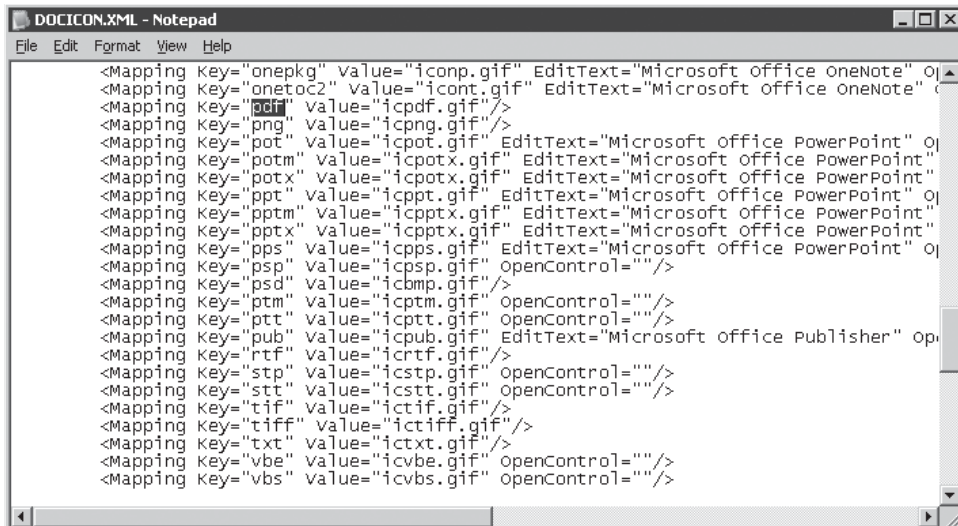 DOCICON.XML - Notepad
File Edit Format View Help
<Mapping Key="onepkg" Value="iconp.gif" EditText="Microsoft Office OneNote" O
<Mapping Key="onetoc2" Value="icont.gif" EditText="Microsoft Office OneNote"
<Mapping Key="pdf" Value="icpdf.gif"/>
<Mapping Key="png" Value="icpng.gif"/>
<Mapping Key="pot" Value="icpot.gif" EditText="Microsoft Office PowerPoint" O
<Mapping Key="potm" Value="icpotx.gif" EditText="Microsoft Office PowerPoint"
<Mapping Key="potx" Value="icpotx.gif" EditText="Microsoft Office PowerPoint"
<Mapping Key="ppt" Value="icppt.gif" EditText="Microsoft Office PowerPoint" O
<Mapping Key="pptm" Value="icpptx.gif" EditText="Microsoft Office PowerPoint"
<Mapping Key="pptx" Value="icpptx.gif" EditText="Microsoft Office PowerPoint"
<Mapping Key="pps" Value="icpps.gif" EditText="Microsoft Office PowerPoint" O
<Mapping Key="psp" Value="icpsp.gif" OpenControl=""/>
<Mapping Key="psd" Value="icbmp.gif"/>
<Mapping Key="ptm" Value="icptm.gif" OpenControl=""/>
<Mapping Key="ptt" Value="icptt.gif" OpenControl=""/>
<Mapping Key="pub" Value="icpub.gif" EditText="Microsoft Office Publisher" Op
<Mapping Key="rtf" Value="icrtf.gif"/>
<Mapping Key="stp" Value="icstp.gif" OpenControl=""/>
<Mapping Key="stt" Value="icstt.gif" OpenControl=""/>
<Mapping Key="tif" Value="ictif.gif"/>
<Mapping Key="tiff" Value="ictiff.gif"/>
<Mapping Key="txt" Value="ictxt.gif"/>
<Mapping Key="vbe" Value="icvbe.gif" OpenControl=""/>
<Mapping Key="vbs" Value="icvbs.gif" OpenControl=""/>